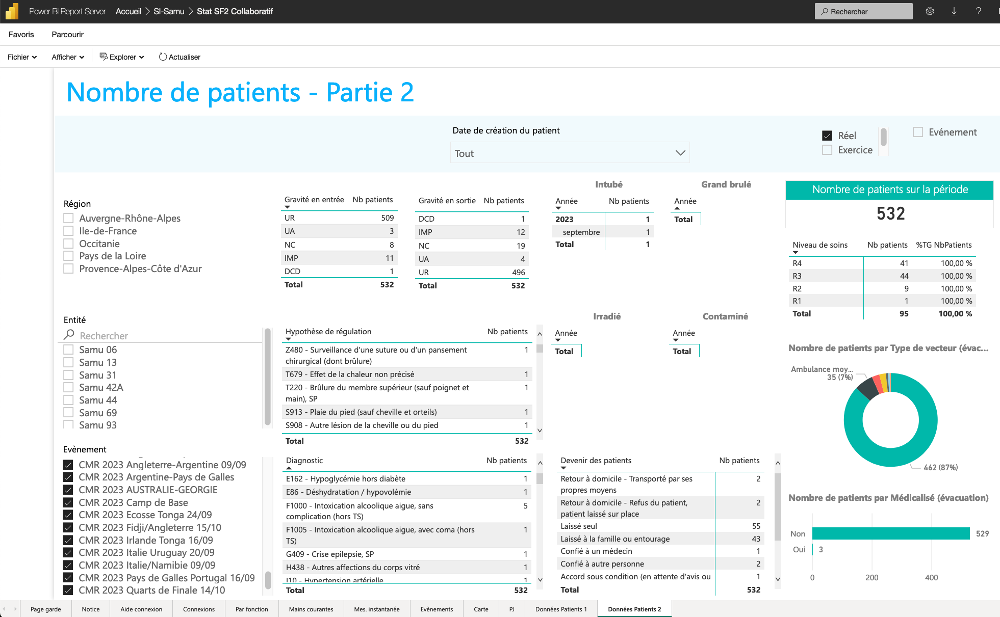 Power BI Report Server Accueil > SI-Samu > Stat SF2 Collaboratif
Rechercher
?
Favoris Parcourir
Fichier Afficher Explorer Actualiser
Nombre de patients - Partie 2
Date de création du patient
Tout
Réel
Exercice
Evénement
Région
Auvergne-Rhône-Alpes
Ile-de-France
Occitanie
Pays de la Loire
Provence-Alpes-Côte d'Azur
Gravité en entrée Nb patients
UR 509
UA 3
NC 8
IMP 11
DCD 1
Total 532
Gravité en sortie Nb patients
DCD 1
IMP 12
NC 19
UA 4
UR 496
Total 532
Intubé
Année Nb patients
2023 1
septembre 1
Total 1
Grand brulé
Année
Total
Nombre de patients sur la période
532
Niveau de soins Nb patients %TG NbPatients
R4 41 100,00 %
R3 44 100,00 %
R2 9 100,00 %
R1 1 100,00 %
Total 95 100,00 %
Entité
Rechercher
Samu 06
Samu 13
Samu 31
Samu 42A
Samu 44
Samu 69
Samu 93
Hypothèse de régulation Nb patients
Z480 - Surveillance d'une suture ou d'un pansement 1
chirurgical (dont brûlure)
T679 - Effet de la chaleur non précisé 1
T220 - Brûlure du membre supérieur (sauf poignet et 1
main), SP
S913 - Plaie du pied (sauf cheville et orteils) 1
S908 - Autre lésion de la cheville ou du pied 1
Total 532
Irradié
Année
Total
Contaminé
Année
Total
Nombre de patients par Type de vecteur (évac...
Ambulance moy...
35 (7%)
462 (87%)
Evènement
CMR 2023 Angleterre-Argentine 09/09
CMR 2023 Argentine-Pays de Galles
CMR 2023 AUSTRALIE-GEORGIE
CMR 2023 Camp de Base
CMR 2023 Ecosse Tonga 24/09
CMR 2023 Fidji/Angleterre 15/10
CMR 2023 Irlande Tonga 16/09
CMR 2023 Italie Uruguay 20/09
CMR 2023 Italie/Namibie 09/09
CMR 2023 Pays de Galles Portugal 16/09
CMR 2023 Quarts de Finale 14/10
Diagnostic Nb patients
E162 - Hypoglycémie hors diabète 1
E86 - Déshydratation / hypovolémie 1
F1000 - Intoxication alcoolique aigue, sans 5
complication (hors TS)
F1005 - Intoxication alcoolique aigue, avec coma (hors 1
TS)
G409 - Crise epilepsie, SP 1
H438 - Autres affections du corps vitré 1
I10 - Hypertension artérielle 1
Total 532
Devenir des patients Nb patients
Retour à domicile - Transporté par ses 2
propres moyens
Retour à domicile - Refus du patient, 2
patient laissé sur place
Laissé seul 55
Laissé à la famille ou entourage 43
Confié à un médecin 1
Confié à autre personne 2
Accord sous condition (en attente d'avis ou 1
Total 532
Nombre de patients par Médicalisé (évacuation)
Non 529
Oui 3
0 200 400
Page garde Notice Aide connexion Connexions Par fonction Mains courantes Mes. instantanée Evènements Carte PJ Données Patients 1 Données Patients 2